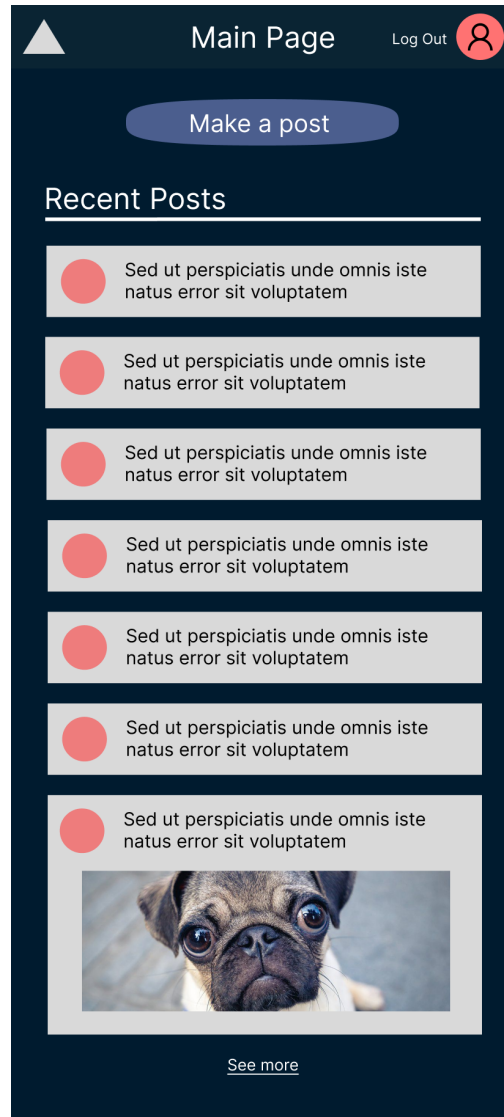 Main Page
Log Out
Make a post
Recent Posts
Sed ut perspiciatis unde omnis iste
natus error sit voluptatem
Sed ut perspiciatis unde omnis iste
natus error sit voluptatem
Sed ut perspiciatis unde omnis iste
natus error sit voluptatem
Sed ut perspiciatis unde omnis iste
natus error sit voluptatem
Sed ut perspiciatis unde omnis iste
natus error sit voluptatem
Sed ut perspiciatis unde omnis iste
natus error sit voluptatem
Sed ut perspiciatis unde omnis iste
natus error sit voluptatem
See more